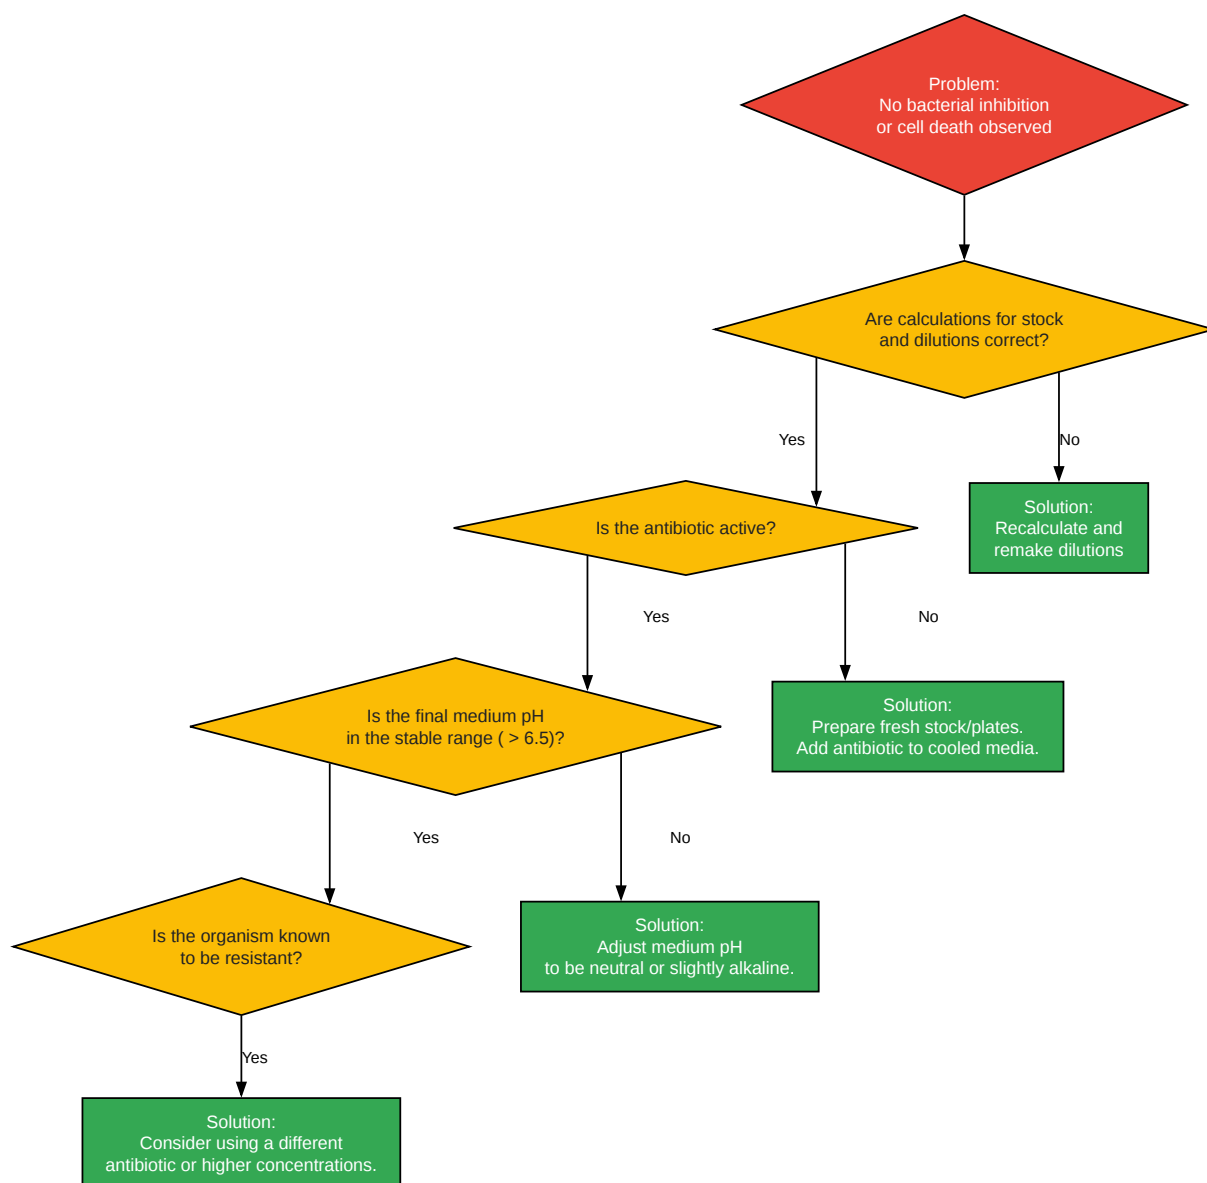 Problem:
No bacterial inhibition
or cell death observed
Are calculations for stock
and dilutions correct?
Yes
No
Solution:
Recalculate and
remake dilutions
Is the antibiotic active?
Yes
No
Solution:
Prepare fresh stock/plates.
Add antibiotic to cooled media.
Is the final medium pH
in the stable range ( > 6.5)?
Yes
No
Solution:
Adjust medium pH
to be neutral or slightly alkaline.
Is the organism known
to be resistant?
Yes
Solution:
Consider using a different
antibiotic or higher concentrations.